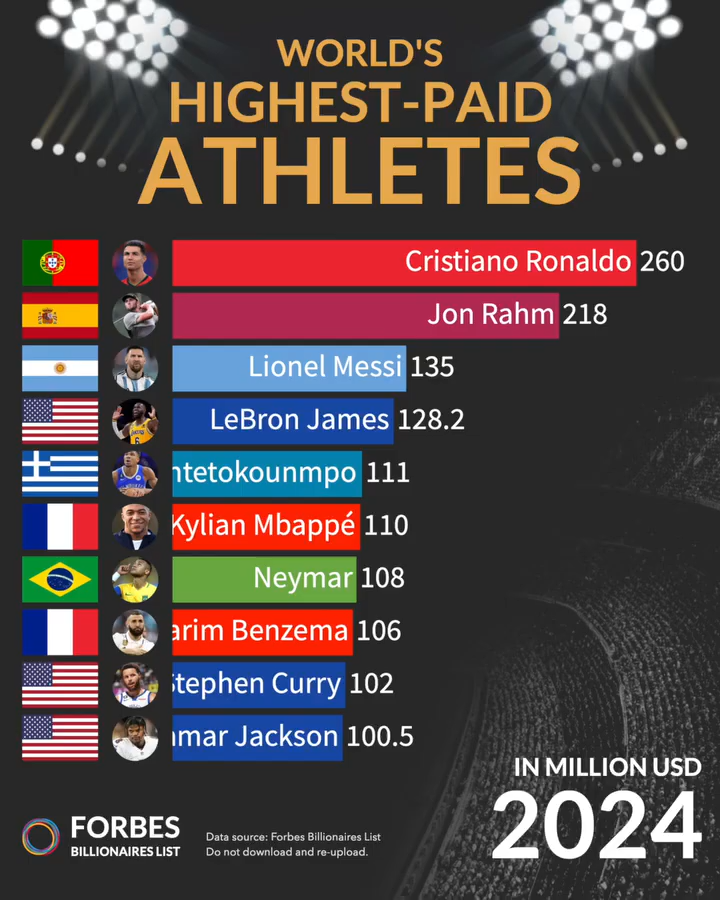 WORLD'S
HIGHEST-PAID
ATHLETES
Cristiano Ronaldo 260
Jon Rahm 218
Lionel Messi 135
LeBron James 128.2
ntetokounmpo 111
Kylian Mbappé 110
Neymar 108
arim Benzema 106
Stephen Curry 102
mar Jackson 100.5
IN MILLION USD
2024
FORBES
BILLIONAIRES LIST
Data source: Forbes Billionaires List
Do not download and re-upload.